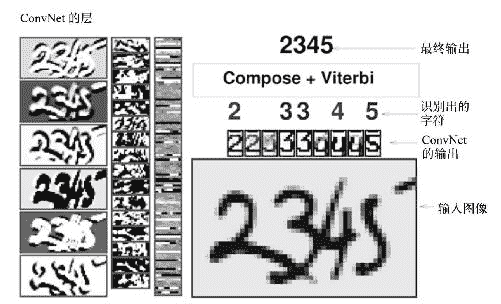 ConvNet 的层
2345
最终输出
Compose + Viterbi
2 33 4 5
识别出的
字符
ConvNet
的输出
输入图像
2345